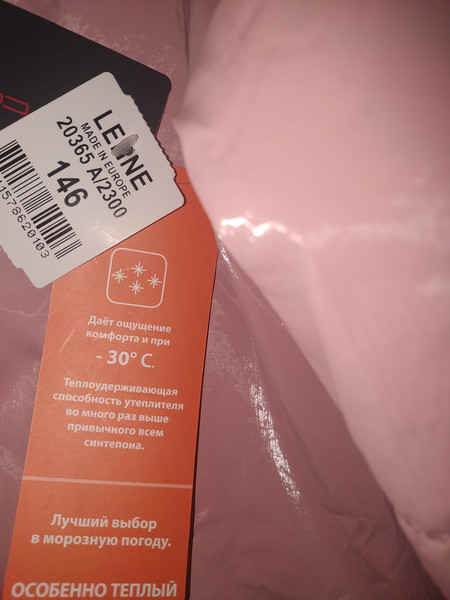 LENNE
MADE IN EUROPE
20365 A/2300
146
1578620103
Даёт ощущение
комфорта и при
- 30° С.
Теплоудерживающая
способность утеплителя
во много раз выше
привычного всем
синтепона.
Лучший выбор
в морозную погоду.
ОСОБЕННО ТЕПЛЫЙ